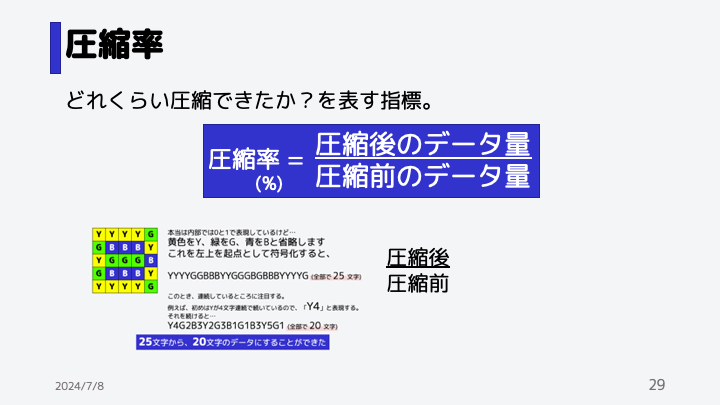 圧縮率
どれくらい圧縮できたか？を表す指標。
圧縮率 = 圧縮後のデータ量
(%) 圧縮前のデータ量
Y Y Y Y G
G B B B Y
Y G G G B
G B B B Y
Y Y Y Y G
本当は内部では0と1で表現しているけど…
黄色をY、緑をG、青をBと省略します
これを左上を起点として符号化すると、
YYYYGGBBBYYGGGBGBBBYYYYG (全部で 25 文字)
このとき、連続しているところに注目する。
例えば、初めはYが4文字連続で続いているので、「Y4」と表現する。
それを続けると…
Y4G2B3Y2G3B1G1B3Y5G1 (全部で 20 文字)
25文字から、20文字のデータにすることができた
圧縮後
圧縮前
2024/7/8
29